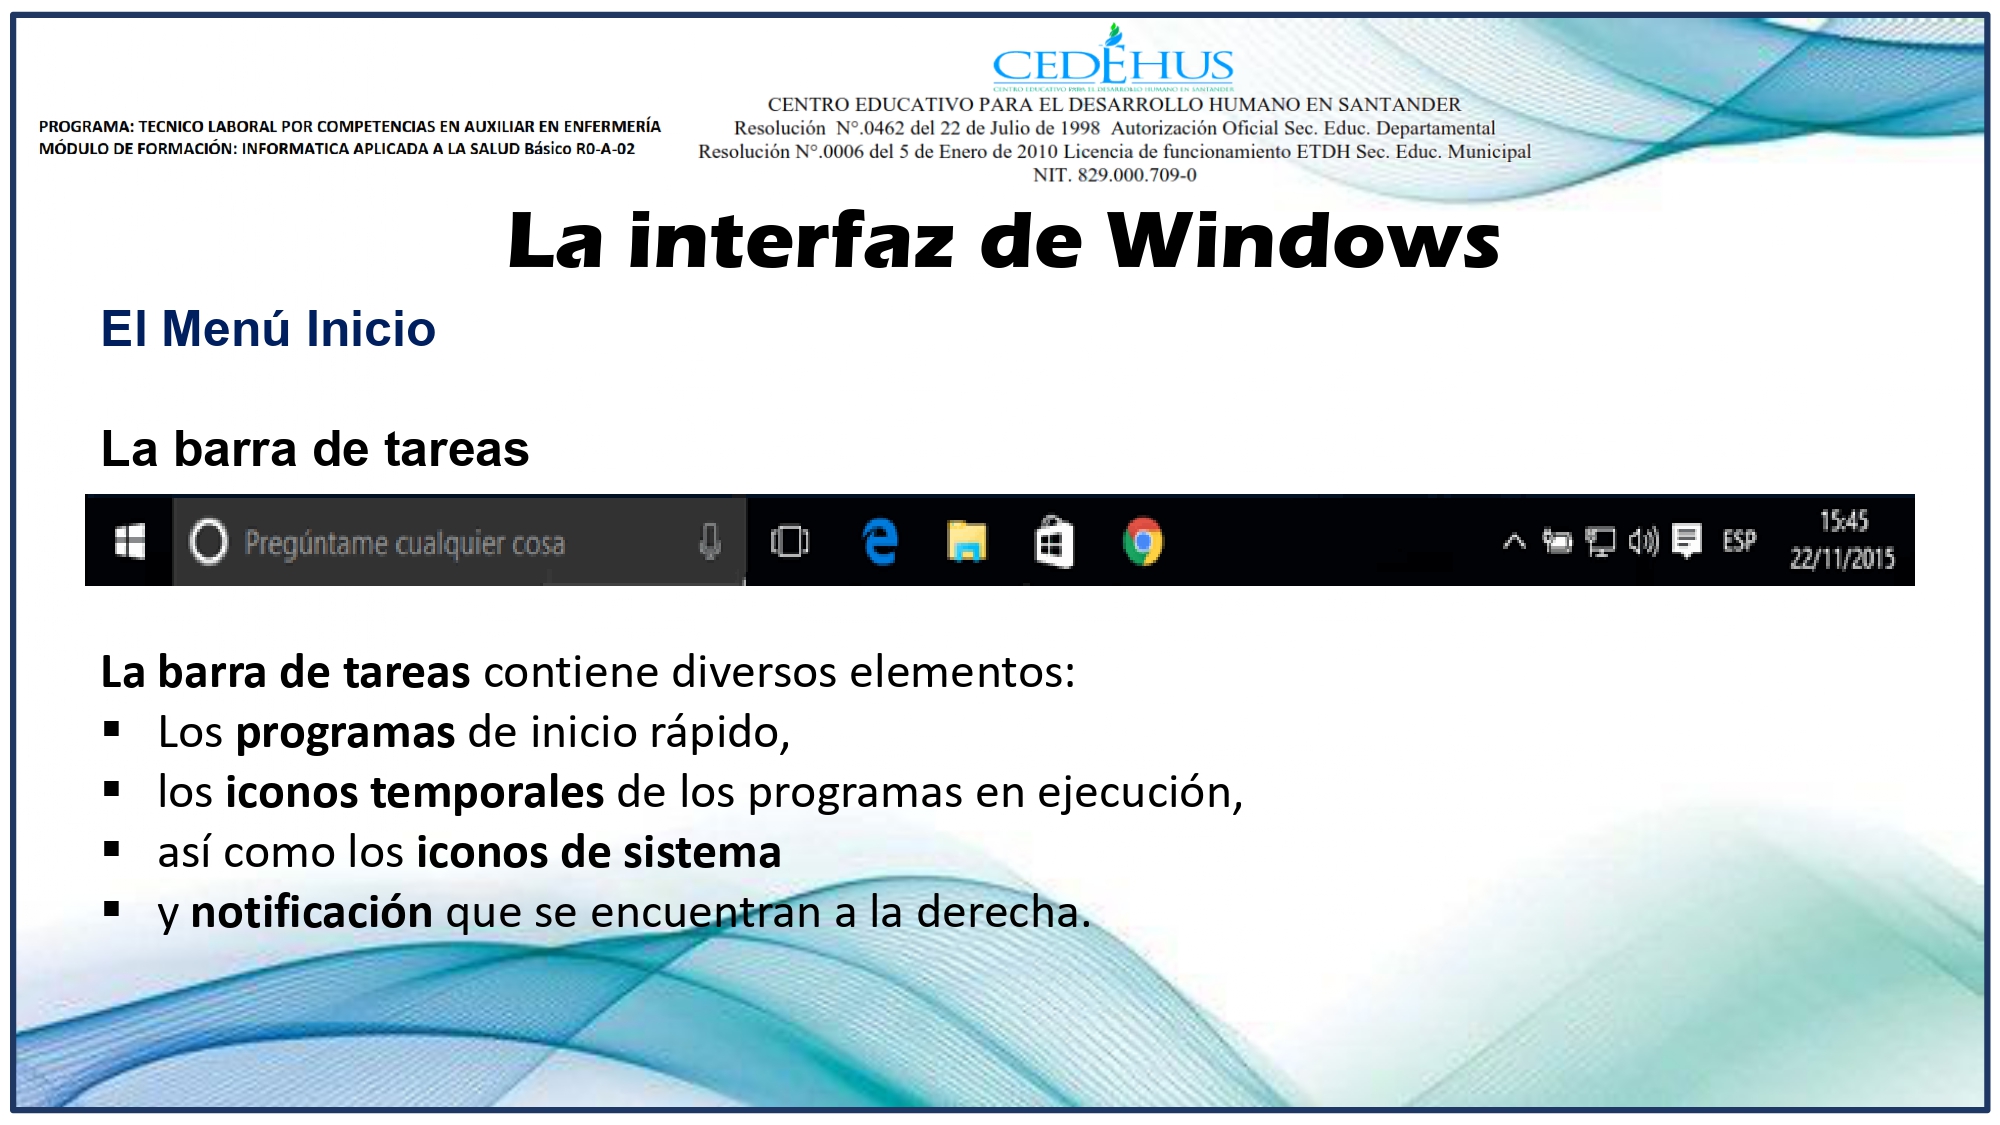 CEDEHUS
CENTRO EDUCATIVO PARA EL DESARROLLO HUMANO EN SANTANDER
CENTRO EDUCATIVO PARA EL DESARROLLO HUMANO EN SANTANDER
Resolución N°.0462 del 22 de Julio de 1998 Autorización Oficial Sec. Educ. Departamental
Resolución N°.0006 del 5 de Enero de 2010 Licencia de funcionamiento ETDH Sec. Educ. Municipal
NIT. 829.000.709-0
PROGRAMA: TECNICO LABORAL POR COMPETENCIAS EN AUXILIAR EN ENFERMERÍA
MÓDULO DE FORMACIÓN: INFORMATICA APLICADA A LA SALUD Básico R0-A-02
La interfaz de Windows
El Menú Inicio
La barra de tareas
Pregúntame cualquier cosa
ESP
15:45
22/11/2015
La barra de tareas contiene diversos elementos:
▪ Los programas de inicio rápido,
▪ los iconos temporales de los programas en ejecución,
▪ así como los iconos de sistema
▪ y notificación que se encuentran a la derecha.